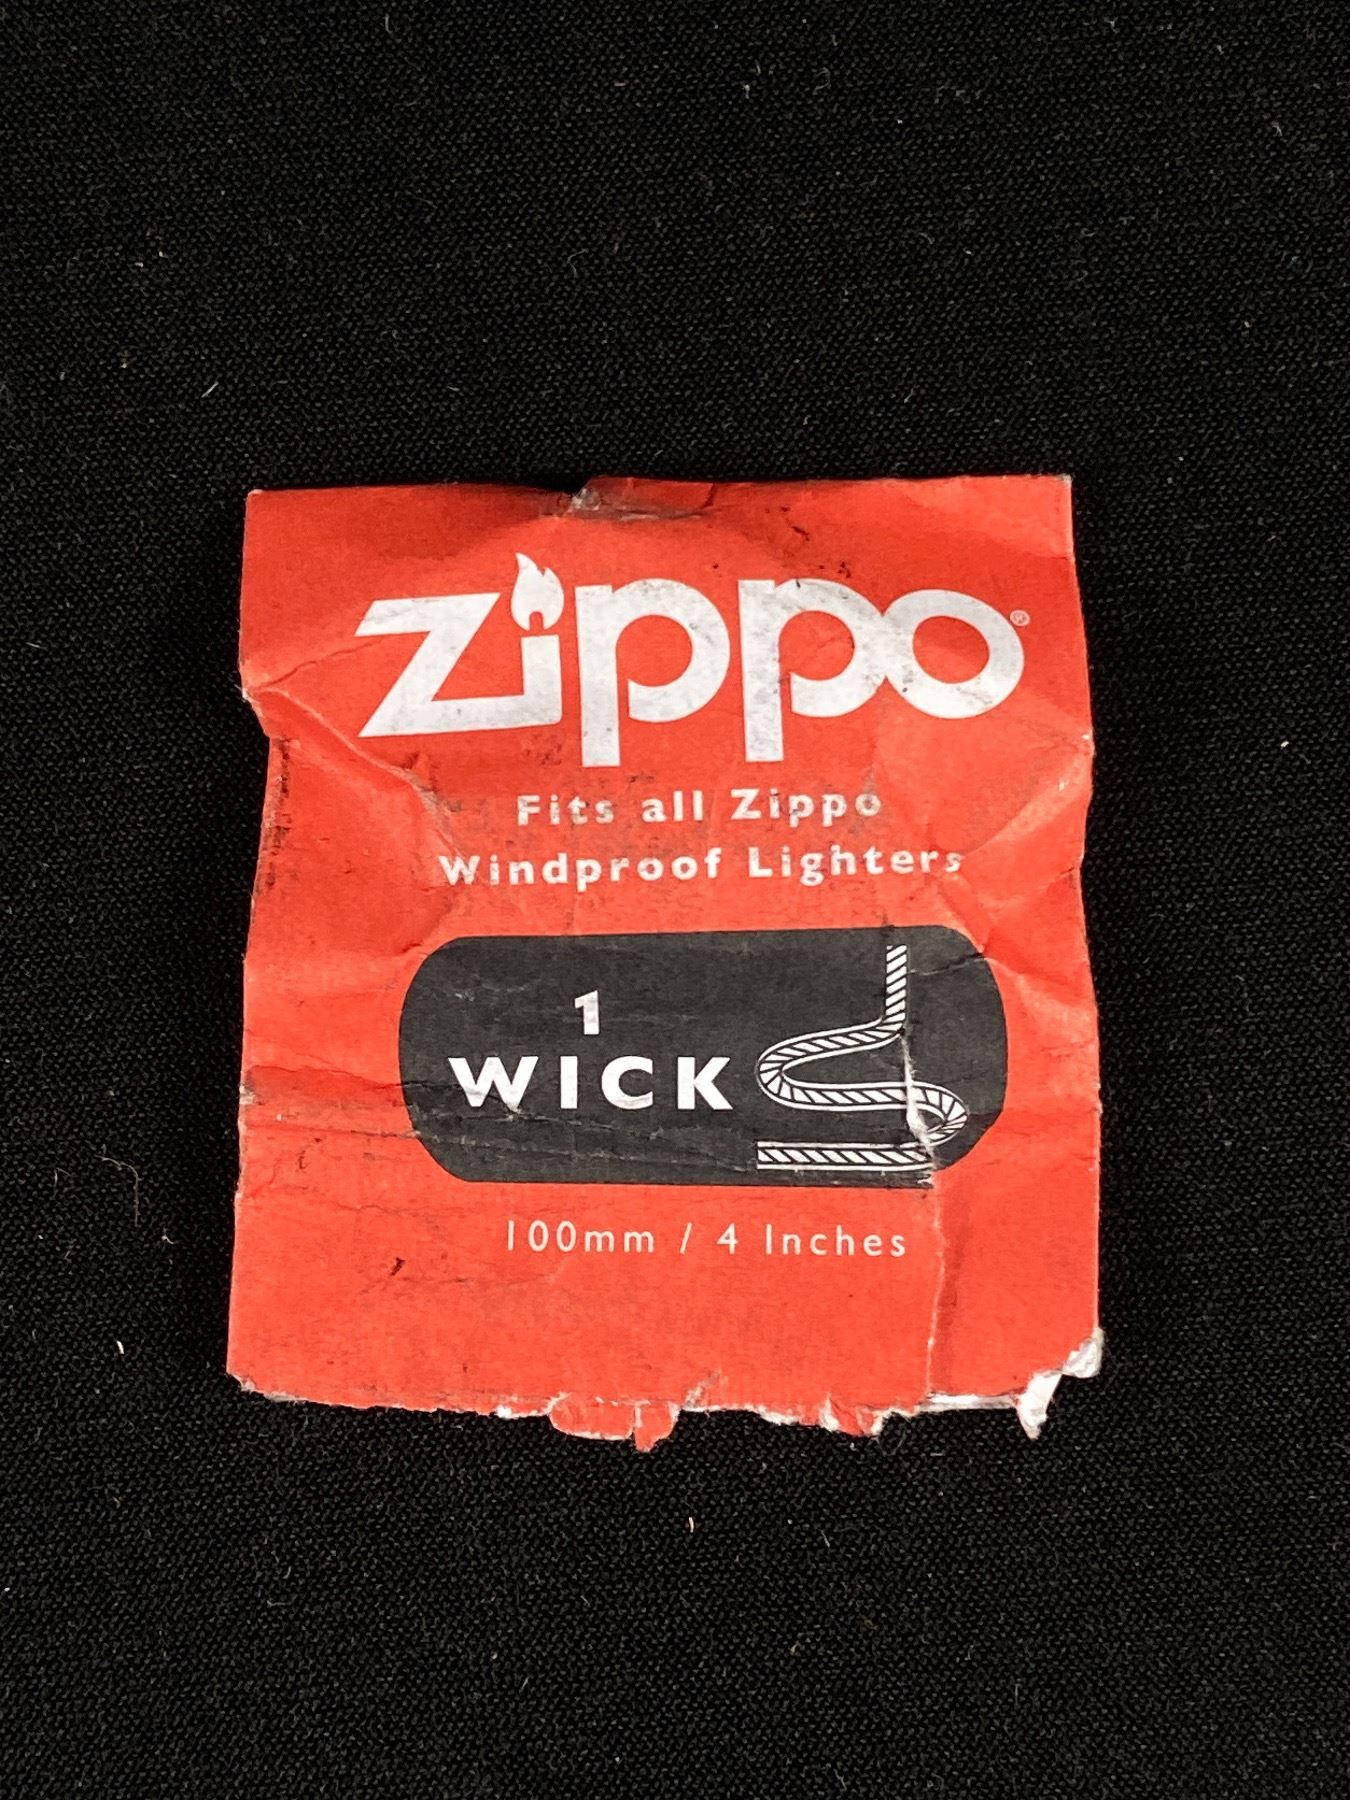 Zippo®
Fits all Zippo
Windproof Lighters
1
WICK
100mm / 4 Inches